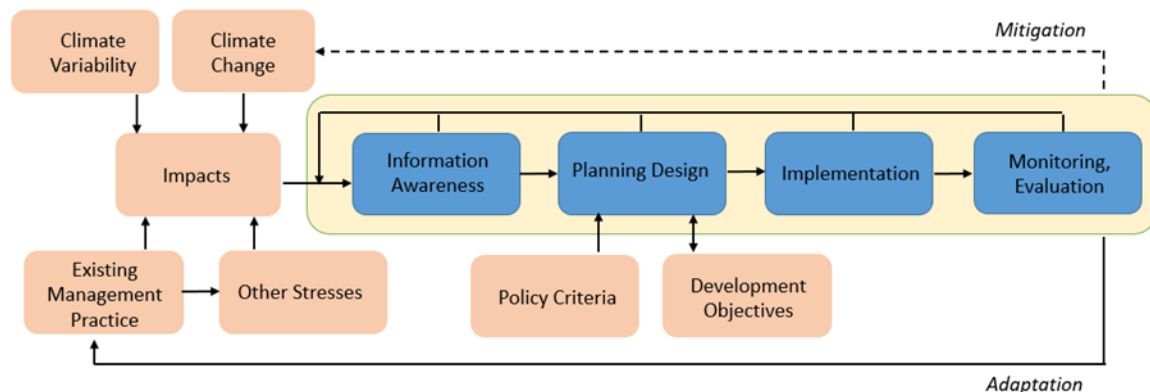 Climate
Variability
Climate
Change
Mitigation
Impacts
Information
Awareness
Planning Design
Implementation
Monitoring,
Evaluation
Existing
Management
Practice
Other Stresses
Policy Criteria
Development
Objectives
Adaptation